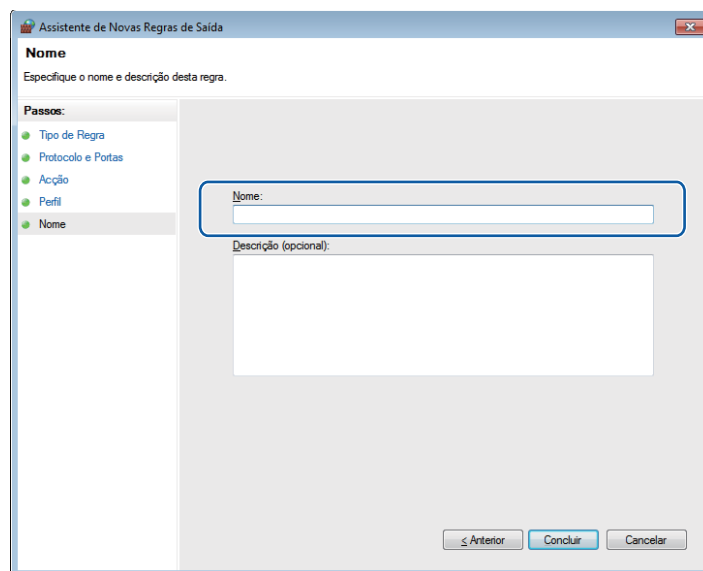 Assistente de Novas Regras de Saída
Nome
Especifique o nome e descrição desta regra.
Passos:
Tipo de Regra
Protocolo e Portas
Acção
Perfil
Nome
Nome:
Descrição (opcional):
< Anterior
Concluir
Cancelar